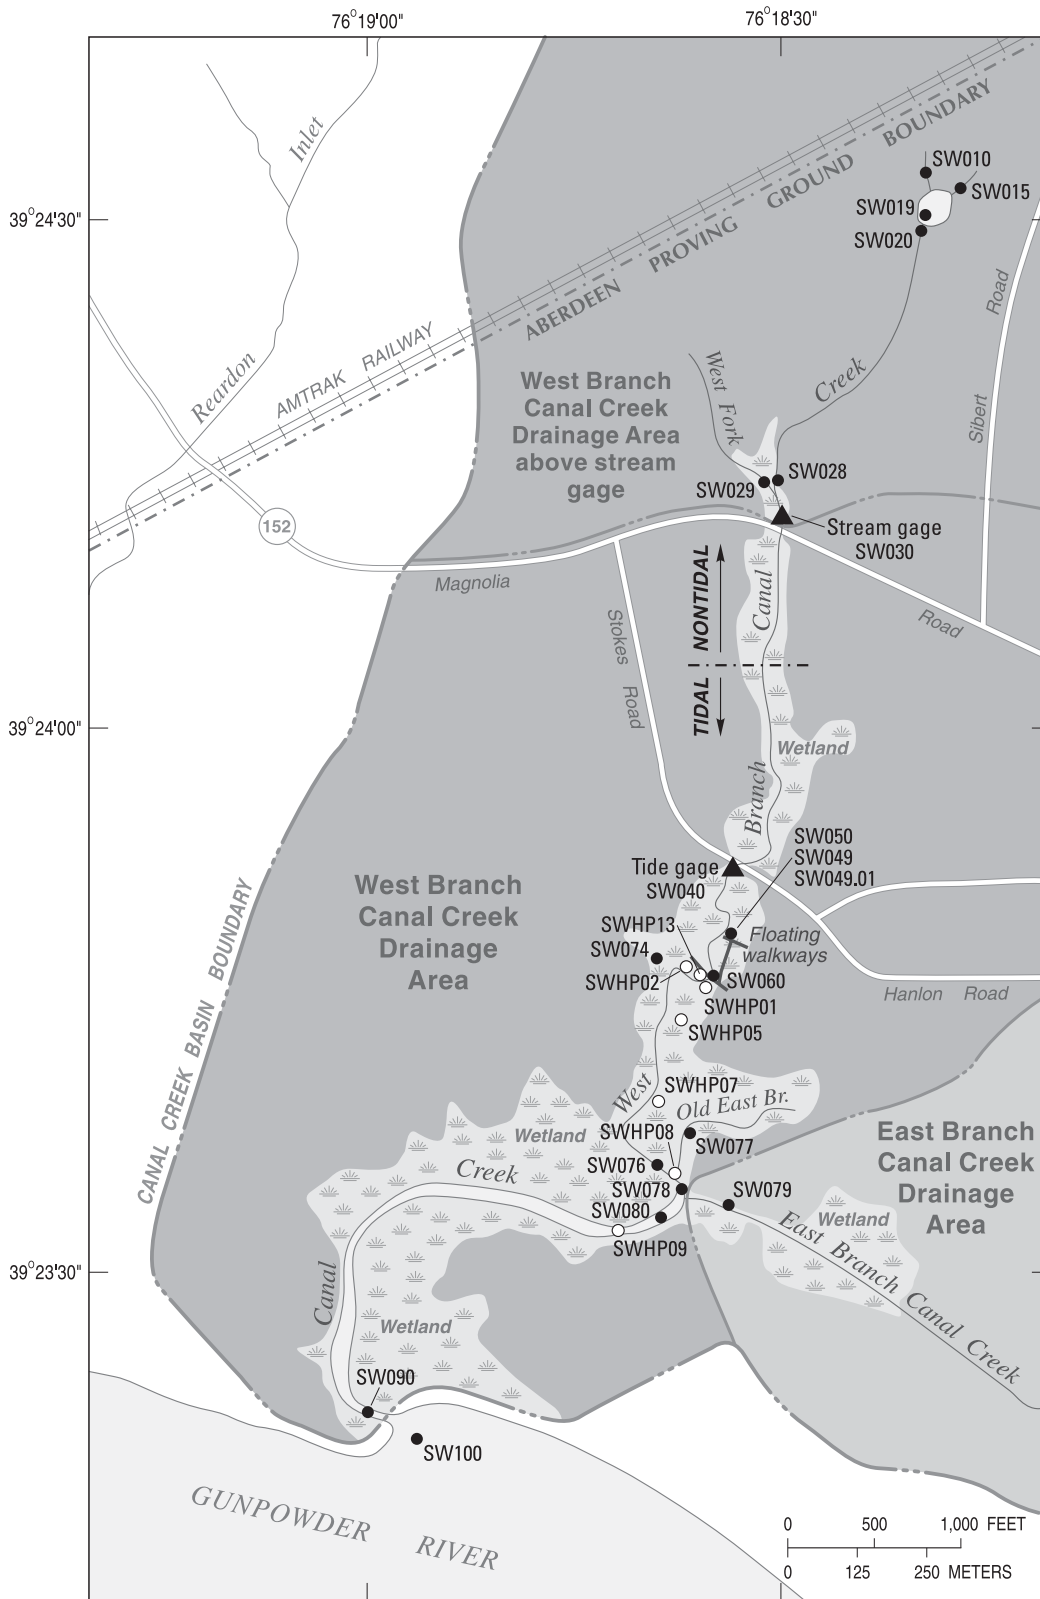 76°19'00"
76°18'30"
Inlet
BOUNDARY
GROUND
PROVING
ABERDEEN
SW010
SW015
SW019
SW020
39°24'30"
Road
Sibert
RAILWAY
AMTRAK
Reardon
West Fork
Creek
West Branch
Canal Creek
Drainage Area
above stream
gage
SW028
SW029
152
Stream gage
SW030
Magnolia
Road
NONTIDAL
TIDAL
Canal
Stokes
Road
39°24'00"
Wetland
Branch
SW050
SW049
SW049.01
Tide gage
SW040
West Branch
Canal Creek
Drainage
Area
SWHP13
SW074
Floating
walkways
SWHP02
SW060
SWHP01
Hanlon Road
SWHP05
CANAL CREEK BASIN BOUNDARY
West
SWHP07
Old East Br.
Wetland
SWHP08
SW077
East Branch
Canal Creek
Drainage
Area
Creek
SW076
SW078
SW079
SW080
Wetland
SWHP09
East Branch Canal Creek
39°23'50"
Canal
Wetland
SW090
SW100
GUNPOWDER RIVER
0 500 1,000 FEET
0 125 250 METERS